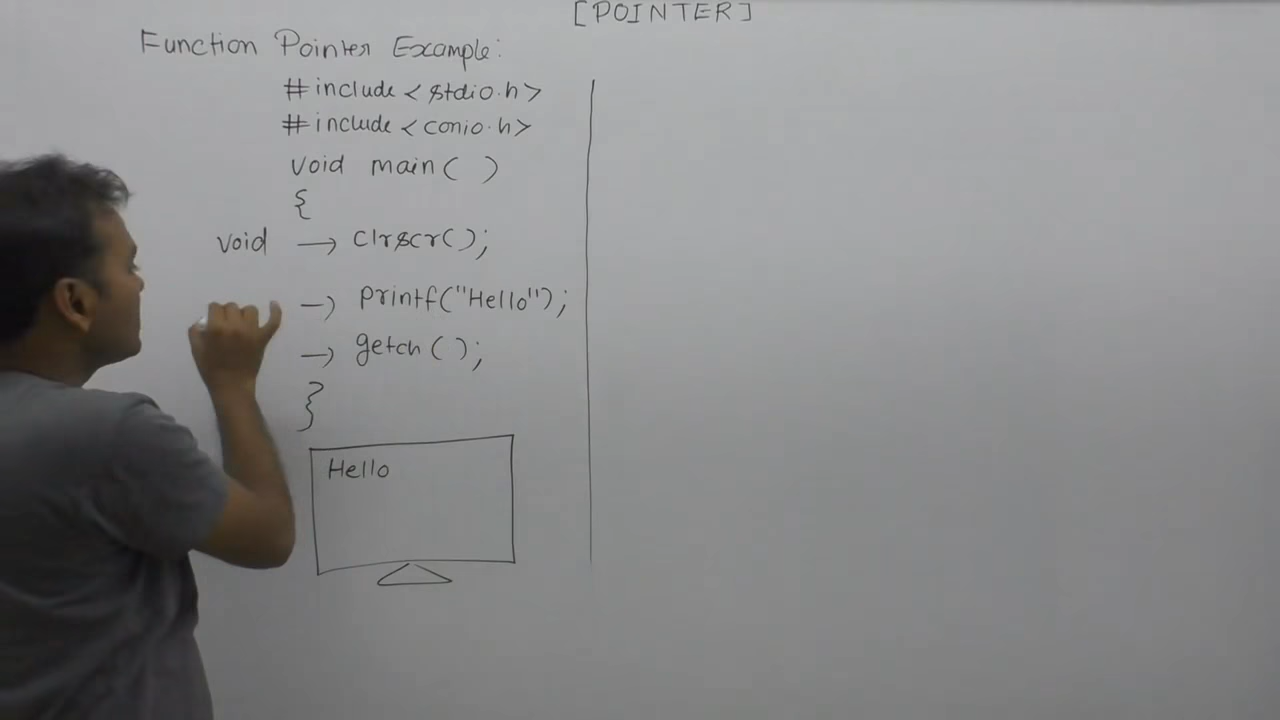 [POINTER]
Function Pointer Example:
#include <stdio.h>
#include <conio.h>
void main( )
{
void → clrscr();
→ printf("Hello");
→ getch( );
}
Hello